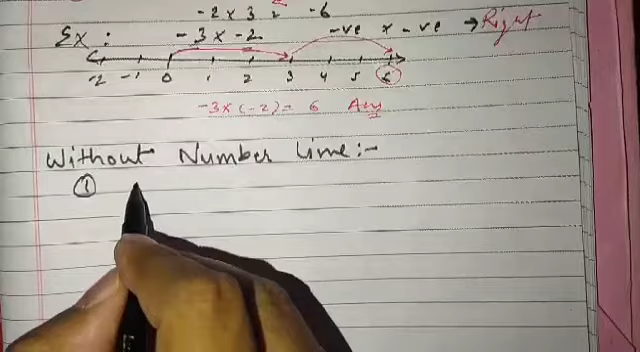 -2 x 3 = -6
Ex : -3 x -2 -ve x -ve → Right
-2 -1 0 1 2 3 4 5 6
-3x(-2)= 6 Ans
Without Number Line:-
1